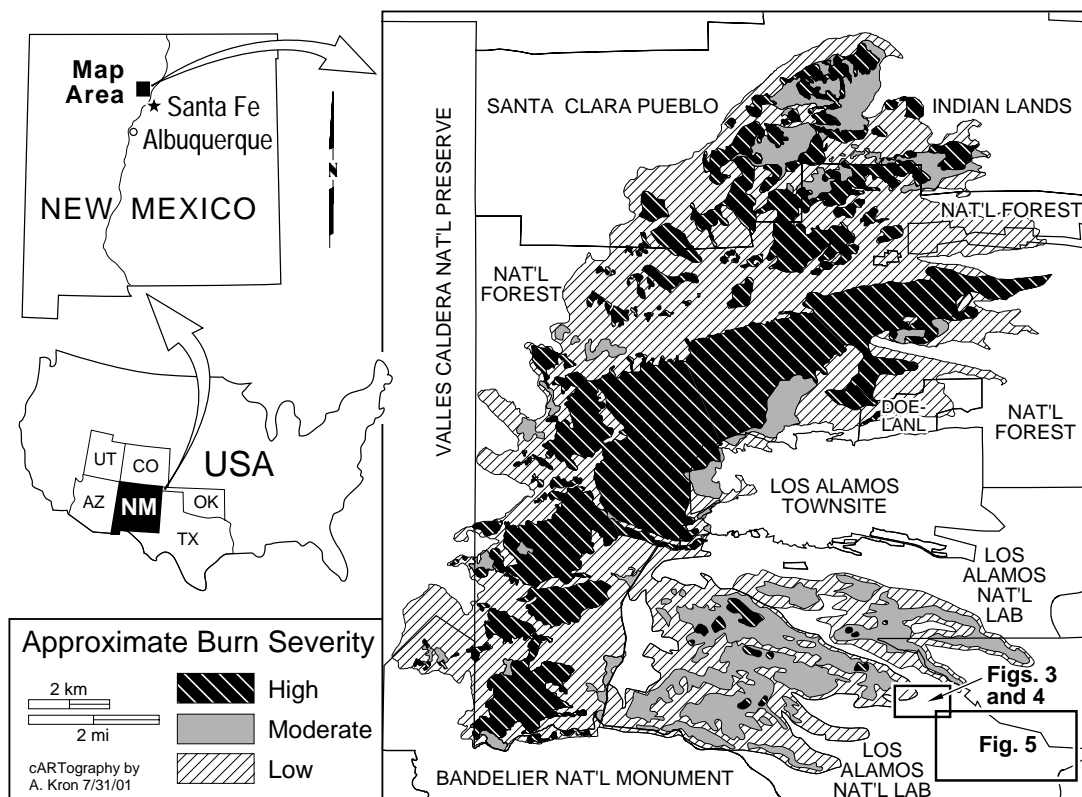 Map
Area
Santa Fe
Albuquerque
NEW MEXICO
N
USA
UT
CO
AZ
NM
OK
TX
Approximate Burn Severity
2 km
2 mi
High
Moderate
Low
cARTography by
A. Kron 7/31/01
VALLES CALDERA NAT'L PRESERVE
SANTA CLARA PUEBLO
INDIAN LANDS
NAT'L FOREST
NAT'L
FOREST
DOE-
LANL
NAT'L
FOREST
LOS ALAMOS
TOWNSITE
LOS
ALAMOS
NAT'L
LAB
Figs. 3
and 4
Fig. 5
LOS
ALAMOS
NAT'L LAB
BANDELIER NAT'L MONUMENT